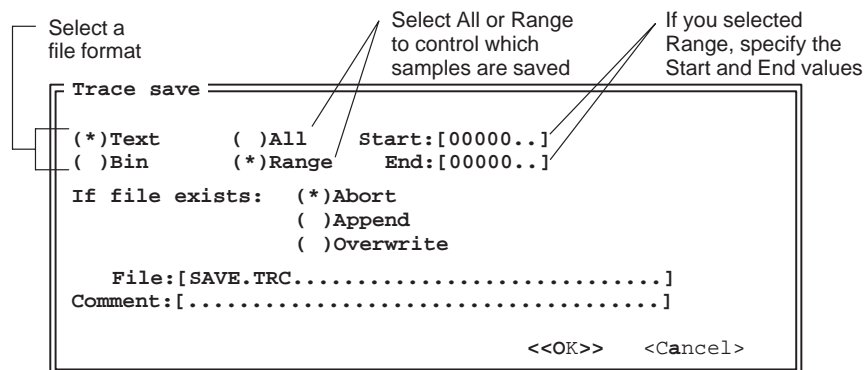 Select a
file format
Select All or Range
to control which
samples are saved
If you selected
Range, specify the
Start and End values
Trace save
(*)Text ( )All Start:[00000..]
( )Bin (*)Range End:[00000..]
If file exists: (*)Abort
( )Append
( )Overwrite
File:[SAVE.TRC.............................]
Comment:[.....................................]
<<OK>> <Cancel>